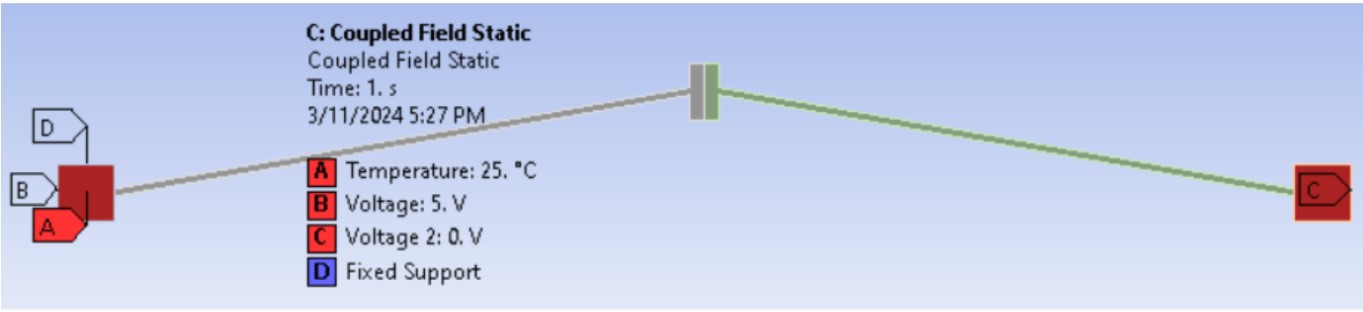 C: Coupled Field Static
Coupled Field Static
Time: 1. s
3/11/2024 5:27 PM
D
B
A
A Temperature: 25. °C
B Voltage: 5. V
C Voltage 2: 0. V
D Fixed Support
C